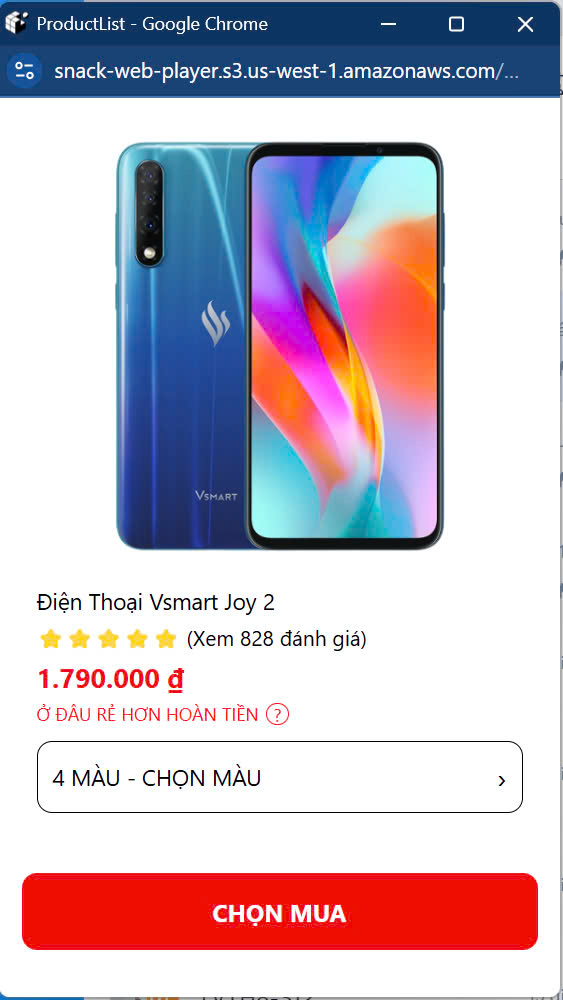 ProductList - Google Chrome
snack-web-player.s3.us-west-1.amazonaws.com/...
VSMART
Điện Thoại Vsmart Joy 2
(Xem 828 đánh giá)
1.790.000 ₫
Ở ĐÂU RẺ HƠN HOÀN TIỀN ?
4 MÀU - CHỌN MÀU ›
CHỌN MUA